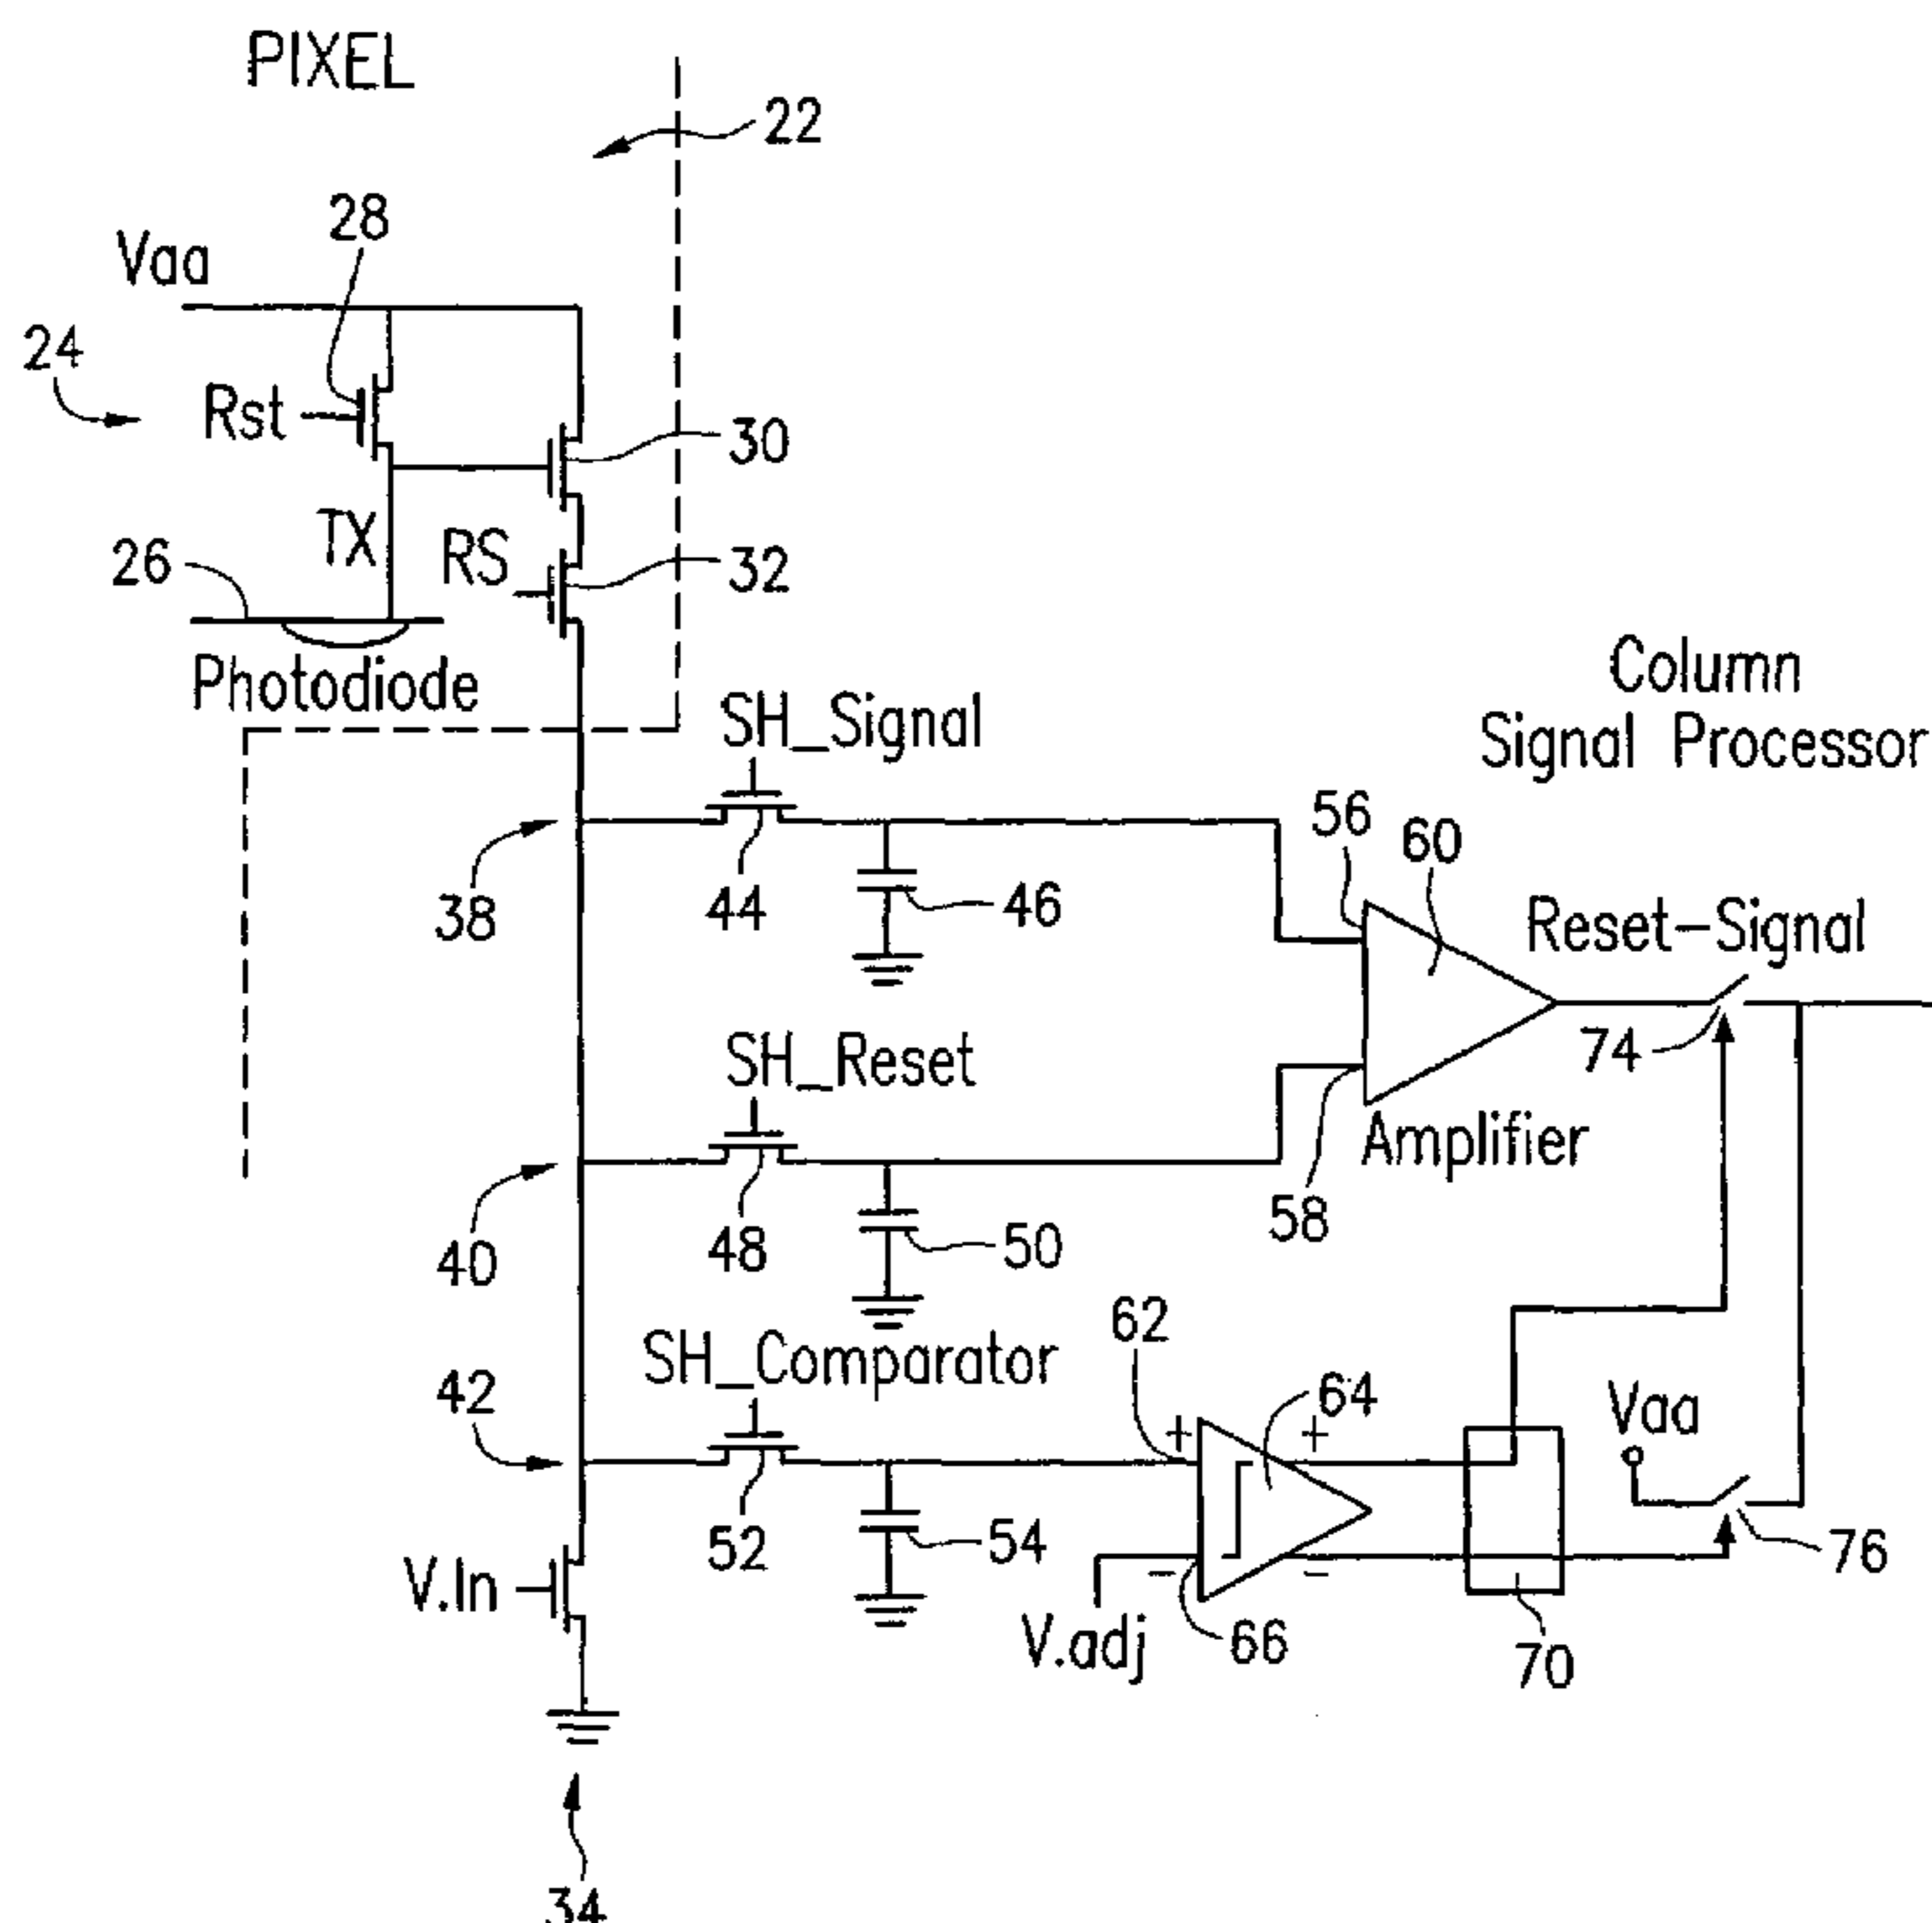 PIXEL
22
28
Vaa
24
Rst
30
TX
RS
26
32
Photodiode
SH_Signal
Column
Signal Processor
56
60
38
44
46
Reset-Signal
74
SH_Reset
Amplifier
58
40
48
50
62
SH_Comparator
64
42
+
+
Vaa
52
54
76
V.In
-
-
V.adj
66
70
34